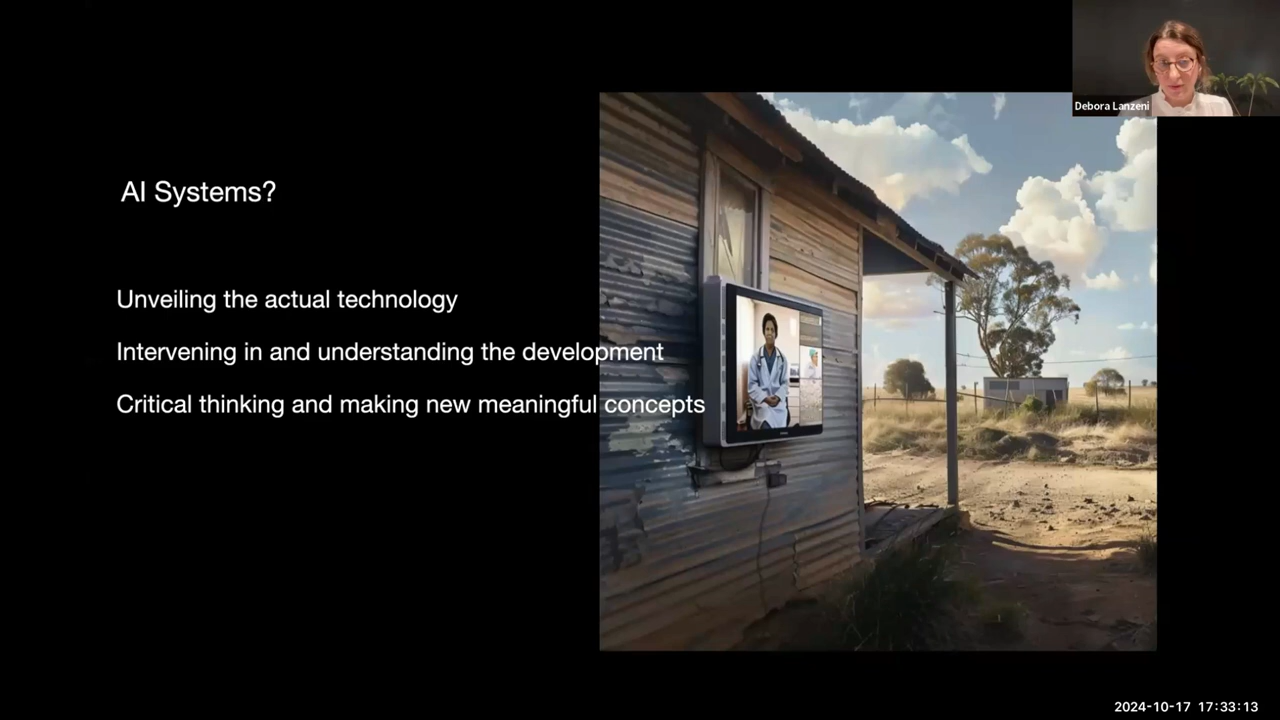 Debora Lanzeni
AI Systems?
Unveiling the actual technology
Intervening in and understanding the development
Critical thinking and making new meaningful concepts
2024-10-17 17:33:13